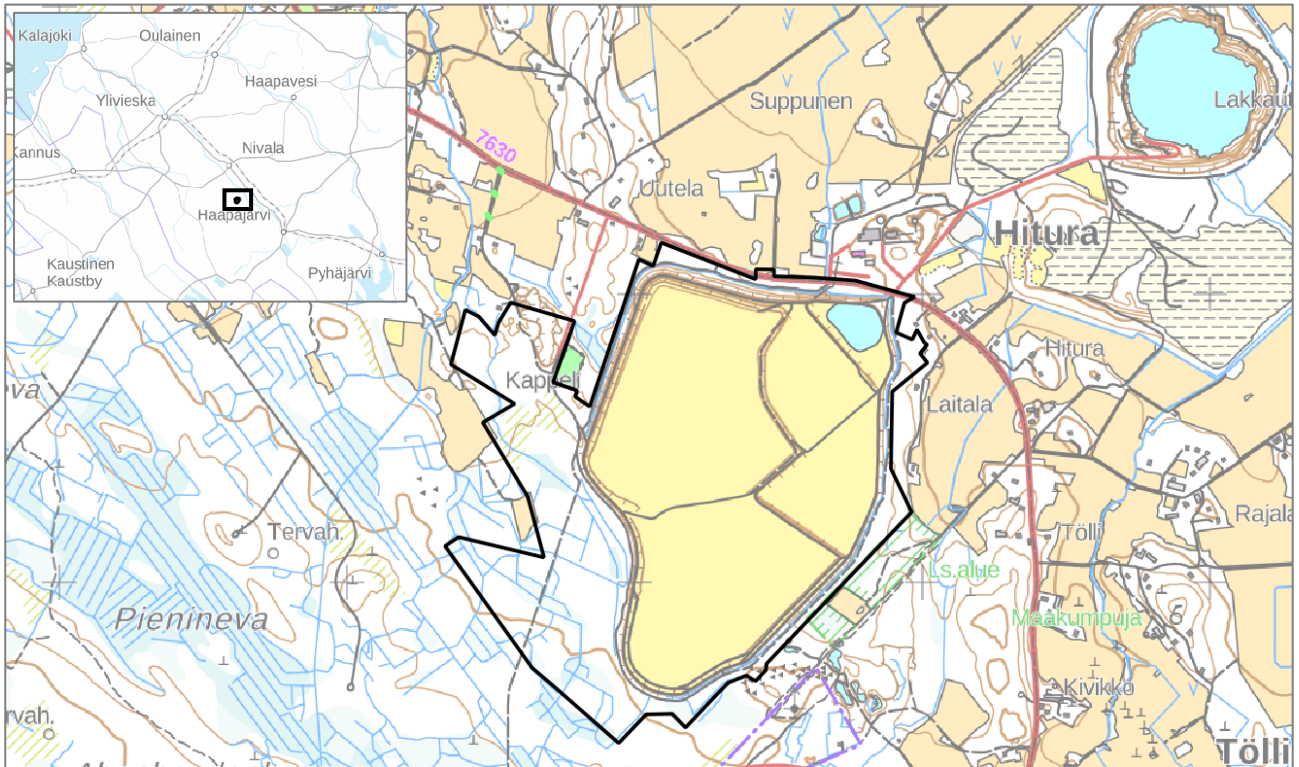 Kalajoki
Oulainen
Haapavesi
Ylivieska
Kannus
Nivala
Haapajärvi
Kaustinen
Kaustby
Pyhäjärvi
7630
Suppunen
Uutela
Hitura
Hitura
Kappeli
Laitala
Rajala
Tervah.
Tölli
Ls.alue
Pienineva
Maakumpuja
Kivikko
Tölli